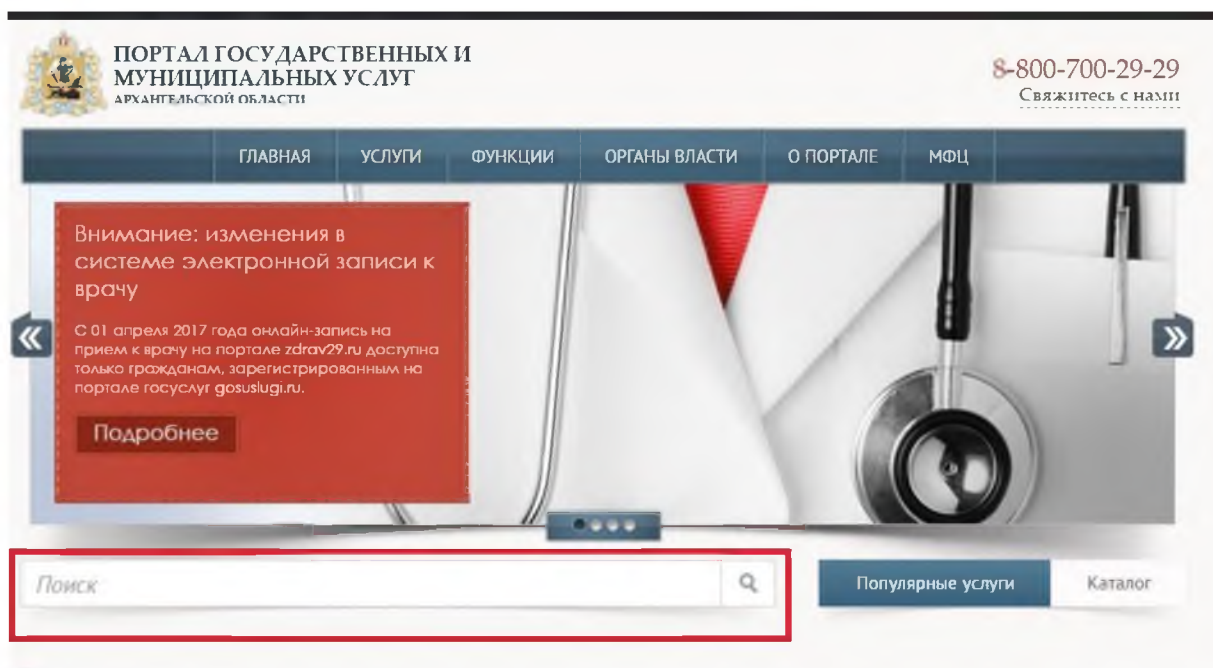 ПОРТАЛ ГОСУДАРСТВЕННЫХ И
МУНИЦИПАЛЬНЫХ УСЛУГ
АРХАНГЕЛЬСКОЙ ОБЛАСТИ
8-800-700-29-29
Свяжитесь с нами
ГЛАВНАЯ УСЛУГИ ФУНКЦИИ ОРГАНЫ ВЛАСТИ О ПОРТАЛЕ МФЦ
Внимание: изменения в
системе электронной записи к
врачу
С 01 апреля 2017 года онлайн-запись на
прием к врачу на портале zdrav29.ru доступна
только гражданам, зарегистрированным на
портале госуслуг gosuslugi.ru.
Подробнее
Поиск
Популярные услуги Каталог